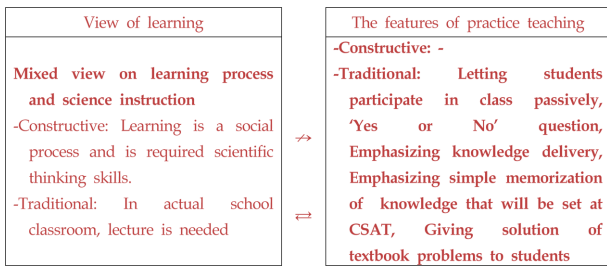 View of learning
Mixed view on learning process
and science instruction
-Constructive: Learning is a social
process and is required scientific
thinking skills.
-Traditional: In actual school
classroom, lecture is needed
↛
⇄
The features of practice teaching
-Constructive: -
-Traditional: Letting students
participate in class passively,
‘Yes or No’ question,
Emphasizing knowledge delivery,
Emphasizing simple memorization
of knowledge that will be set at
CSAT, Giving solution of
textbook problems to students